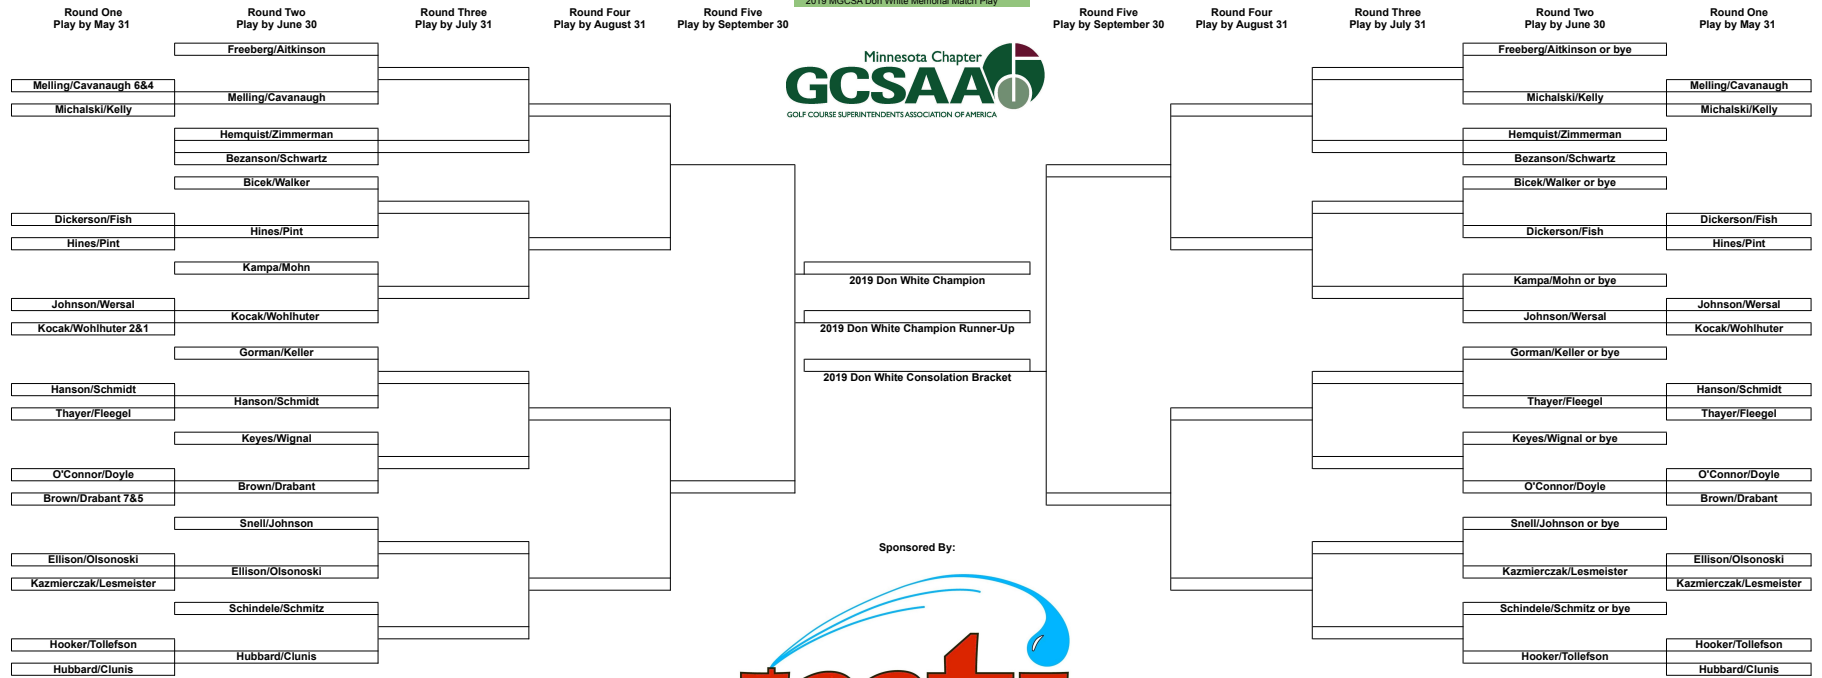 2019 MGCSA Don White Memorial Match Play
Round One
Play by May 31
Round Two
Play by June 30
Round Three
Play by July 31
Round Four
Play by August 31
Round Five
Play by September 30
Round Five
Play by September 30
Round Four
Play by August 31
Round Three
Play by July 31
Round Two
Play by June 30
Round One
Play by May 31
Freeberg/Aitkinson
Melling/Cavanaugh 6&4
Melling/Cavanaugh
Michalski/Kelly
Hemquist/Zimmerman
Bezanson/Schwartz
Bicek/Walker
Dickerson/Fish
Hines/Pint
Hines/Pint
Kampa/Mohn
Johnson/Wersal
Kocak/Wohlhuter
Kocak/Wohlhuter 2&1
Gorman/Keller
Hanson/Schmidt
Hanson/Schmidt
Thayer/Fleegel
Keyes/Wignal
O'Connor/Doyle
Brown/Drabant
Brown/Drabant 7&5
Snell/Johnson
Ellison/Olsonoski
Ellison/Olsonoski
Kazmierczak/Lesmeister
Schindele/Schmitz
Hooker/Tollefson
Hubbard/Clunis
Hubbard/Clunis
Minnesota Chapter
GCSAA
GOLF COURSE SUPERINTENDENTS ASSOCIATION OF AMERICA
2019 Don White Champion
2019 Don White Champion Runner-Up
2019 Don White Consolation Bracket
Sponsored By:
Freeberg/Aitkinson or bye
Melling/Cavanaugh
Michalski/Kelly
Michalski/Kelly
Hemquist/Zimmerman
Bezanson/Schwartz
Bicek/Walker or bye
Dickerson/Fish
Dickerson/Fish
Hines/Pint
Kampa/Mohn or bye
Johnson/Wersal
Johnson/Wersal
Kocak/Wohlhuter
Gorman/Keller or bye
Hanson/Schmidt
Thayer/Fleegel
Thayer/Fleegel
Keyes/Wignal or bye
O'Connor/Doyle
O'Connor/Doyle
Brown/Drabant
Snell/Johnson or bye
Ellison/Olsonoski
Kazmierczak/Lesmeister
Kazmierczak/Lesmeister
Schindele/Schmitz or bye
Hooker/Tollefson
Hooker/Tollefson
Hubbard/Clunis